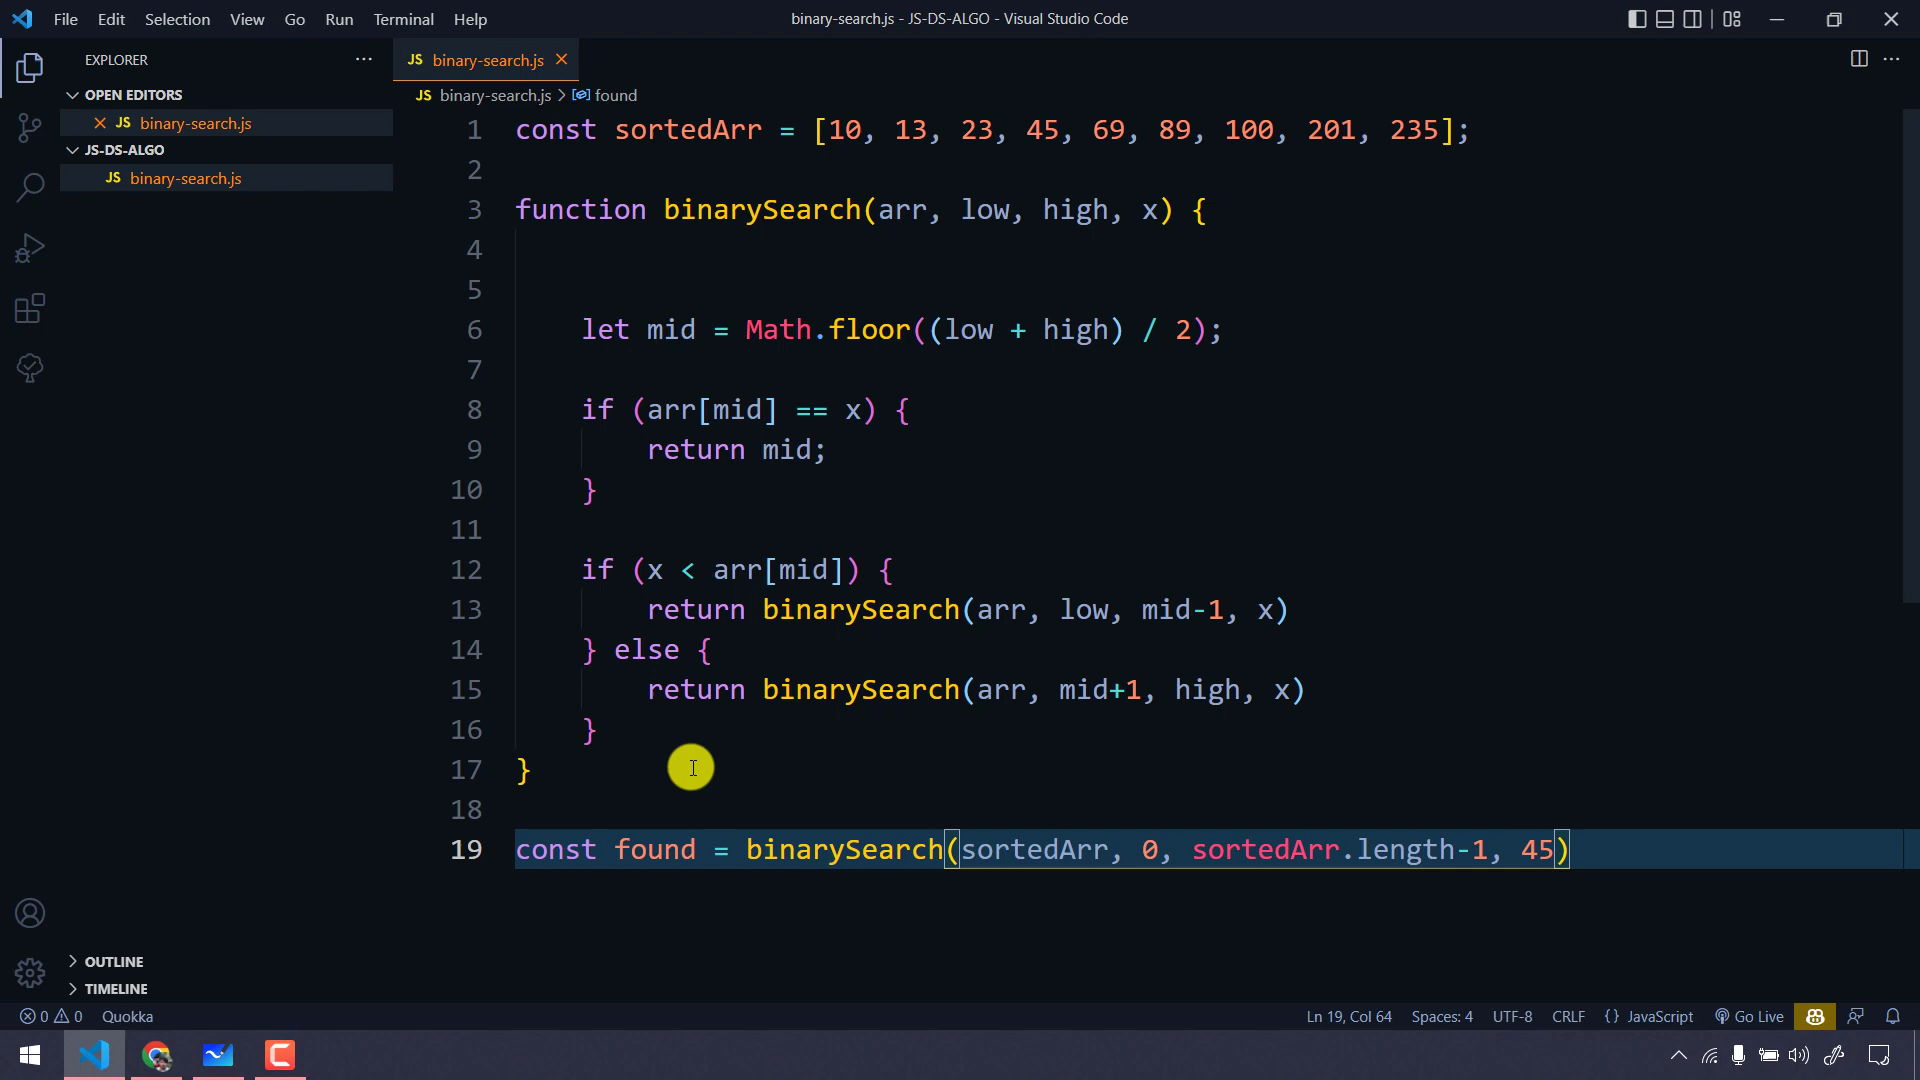 File Edit Selection View Go Run Terminal Help
binary-search.js - JS-DS-ALGO - Visual Studio Code
EXPLORER
OPEN EDITORS
JS binary-search.js
JS-DS-ALGO
JS binary-search.js
JS binary-search.js
JS binary-search.js > found
1 const sortedArr = [10, 13, 23, 45, 69, 89, 100, 201, 235];
2
3 function binarySearch(arr, low, high, x) {
4
5
6 let mid = Math.floor((low + high) / 2);
7
8 if (arr[mid] == x) {
9 return mid;
10 }
11
12 if (x < arr[mid]) {
13 return binarySearch(arr, low, mid-1, x)
14 } else {
15 return binarySearch(arr, mid+1, high, x)
16 }
17 }
18
19 const found = binarySearch(sortedArr, 0, sortedArr.length-1, 45)
OUTLINE
TIMELINE
0 0 Quokka
Ln 19, Col 64 Spaces: 4 UTF-8 CRLF {} JavaScript Go Live